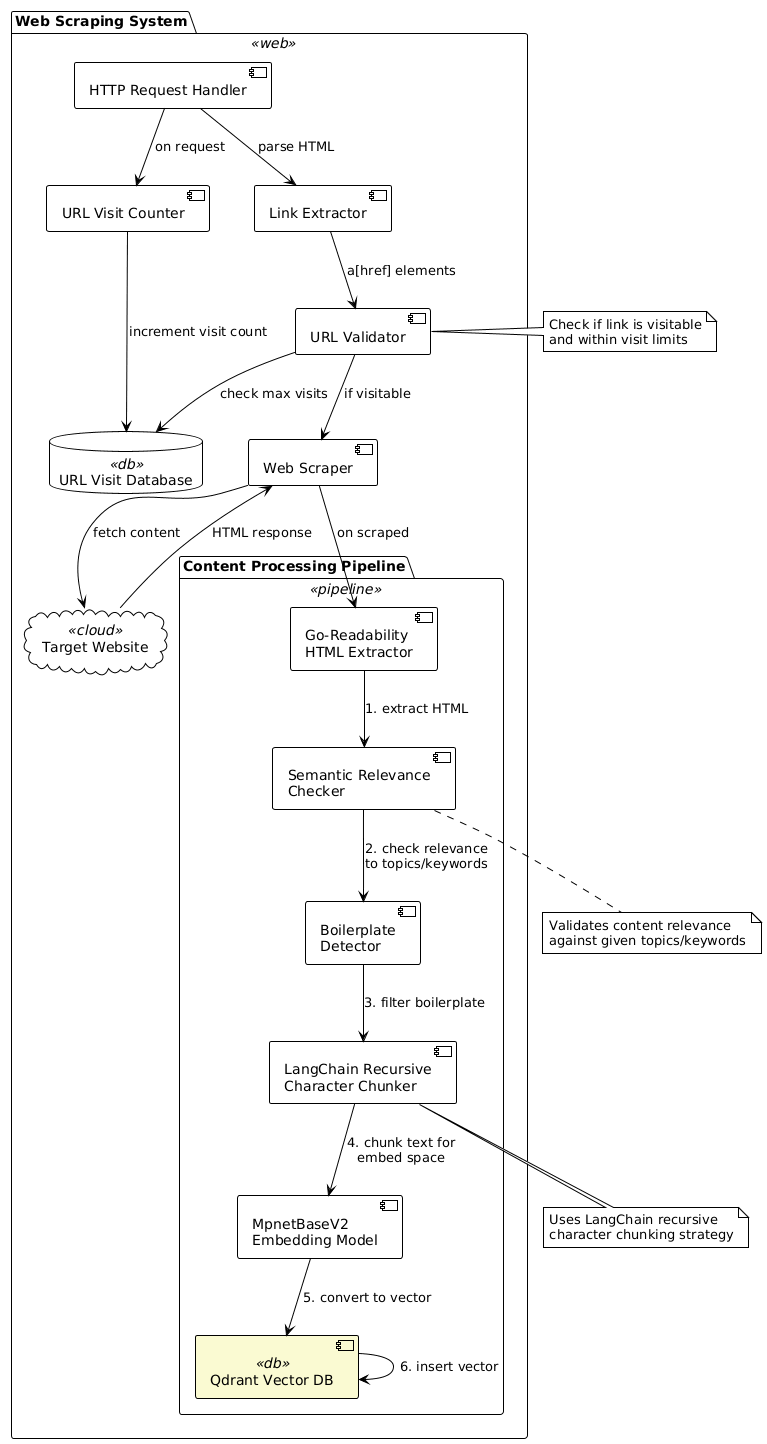 Web Scraping System
«web»
HTTP Request Handler
on request
parse HTML
URL Visit Counter
Link Extractor
a[href] elements
increment visit count
URL Validator
Check if link is visitable
and within visit limits
check max visits
if visitable
«db»
URL Visit Database
Web Scraper
fetch content
HTML response
on scraped
Content Processing Pipeline
«pipeline»
«cloud»
Target Website
Go-Readability
HTML Extractor
1. extract HTML
Semantic Relevance
Checker
2. check relevance
to topics/keywords
Boilerplate
Detector
Validates content relevance
against given topics/keywords
3. filter boilerplate
LangChain Recursive
Character Chunker
4. chunk text for
embed space
MpnetBaseV2
Embedding Model
Uses LangChain recursive
character chunking strategy
5. convert to vector
«db»
Qdrant Vector DB
6. insert vector